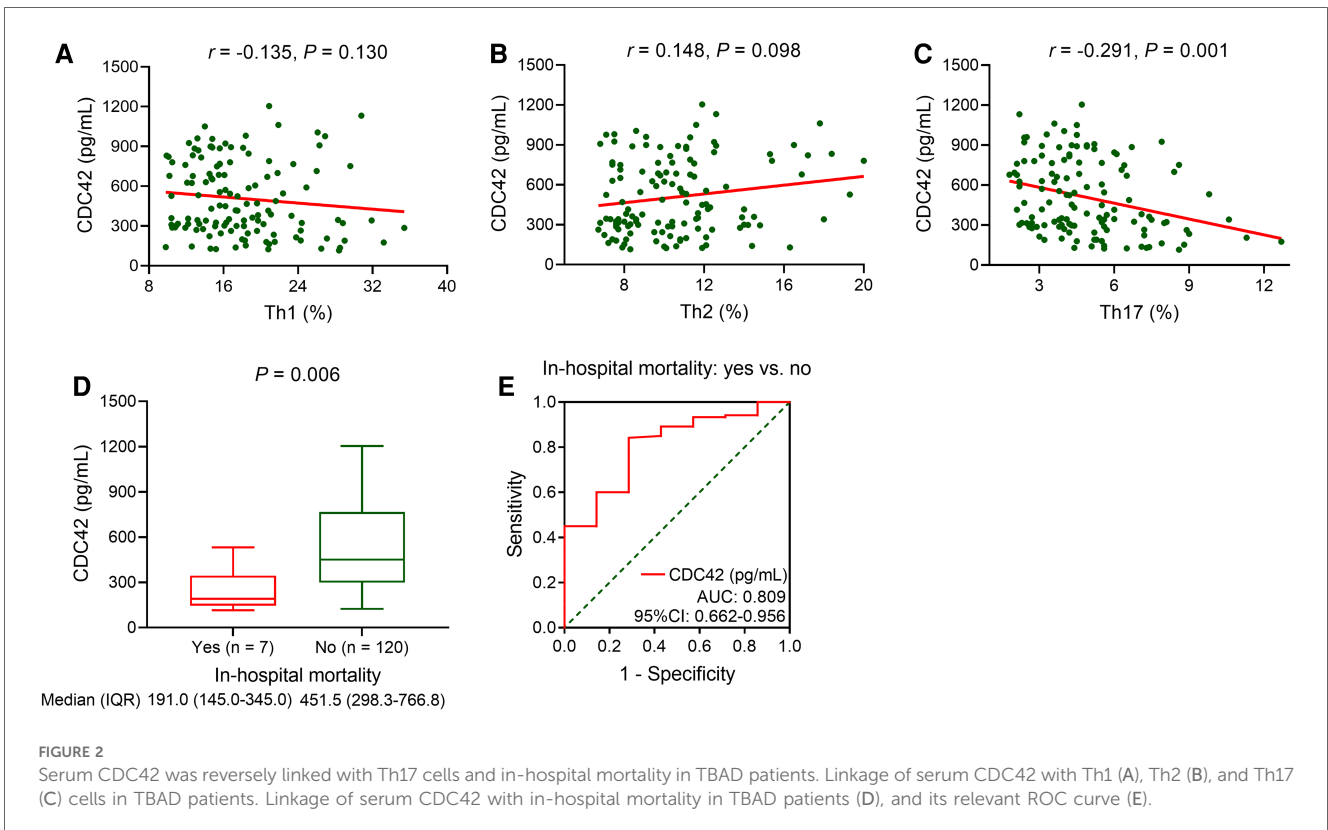 A
r = -0.135, P = 0.130
CDC42 (pg/mL)
1500
1200
900
600
300
0
8 16 24 32 40
Th1 (%)
B
r = 0.148, P = 0.098
CDC42 (pg/mL)
1500
1200
900
600
300
0
8 12 16 20
Th2 (%)
C
r = -0.291, P = 0.001
CDC42 (pg/mL)
1500
1200
900
600
300
0
3 6 9 12
Th17 (%)
D
P = 0.006
CDC42 (pg/mL)
1500
1200
900
600
300
0
Yes (n = 7) No (n = 120)
In-hospital mortality
Median (IQR) 191.0 (145.0-345.0) 451.5 (298.3-766.8)
E
In-hospital mortality: yes vs. no
Sensitivity
1.0
0.8
0.6
0.4
0.2
0.0
CDC42 (pg/mL)
AUC: 0.809
95%CI: 0.662-0.956
0.0 0.2 0.4 0.6 0.8 1.0
1 - Specificity
FIGURE 2
Serum CDC42 was reversely linked with Th17 cells and in-hospital mortality in TBAD patients. Linkage of serum CDC42 with Th1 (A), Th2 (B), and Th17
(C) cells in TBAD patients. Linkage of serum CDC42 with in-hospital mortality in TBAD patients (D), and its relevant ROC curve (E).